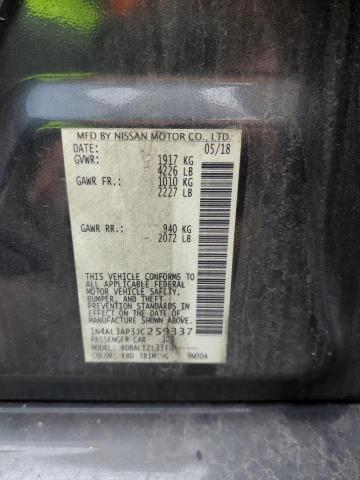 MFD BY NISSAN MOTOR CO., LTD.
DATE: 05/18
GVWR: 1917 KG
4226 LB
GAWR FR.: 1010 KG
2227 LB
GAWR RR.: 940 KG
2072 LB
THIS VEHICLE CONFORMS TO
ALL APPLICABLE FEDERAL
MOTOR VEHICLE SAFETY,
BUMPER, AND THEFT
PREVENTION STANDARDS IN
EFFECT ON THE DATE OF
MANUFACTURE SHOWN ABOVE.
1N4AL3AP3JC259337
PASSENGER CAR
MODEL:
COLOR: KBD TRIM: G 9N00A